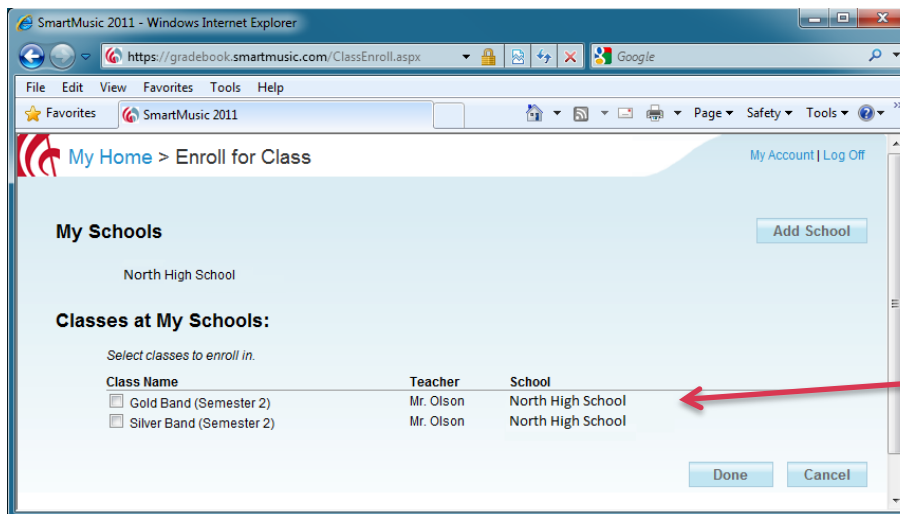 SmartMusic 2011 - Windows Internet Explorer
https://gradebook.smartmusic.com/ClassEnroll.aspx
Google
File Edit View Favorites Tools Help
Favorites SmartMusic 2011 Page Safety Tools
My Home > Enroll for Class My Account | Log Off
My Schools Add School
North High School
Classes at My Schools:
Select classes to enroll in.
Class Name Teacher School
Gold Band (Semester 2) Mr. Olson North High School
Silver Band (Semester 2) Mr. Olson North High School
Done Cancel